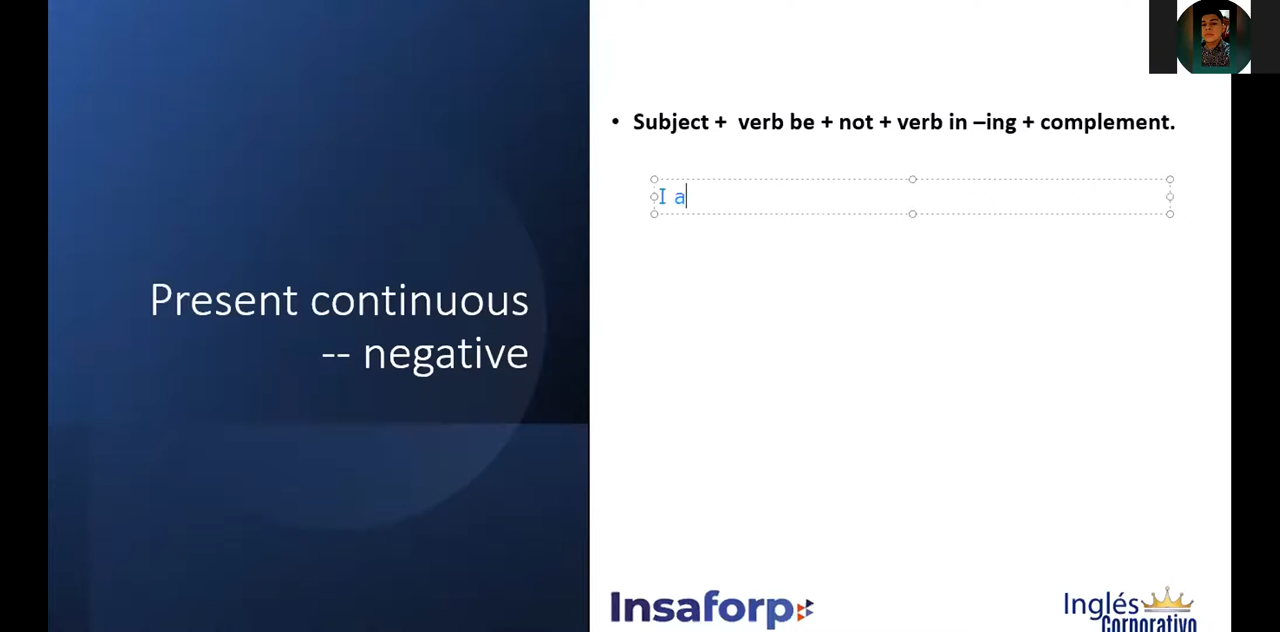 • Subject + verb be + not + verb in –ing + complement.
I a
Present continuous
-- negative
Insaforp
Inglés
Corporativo